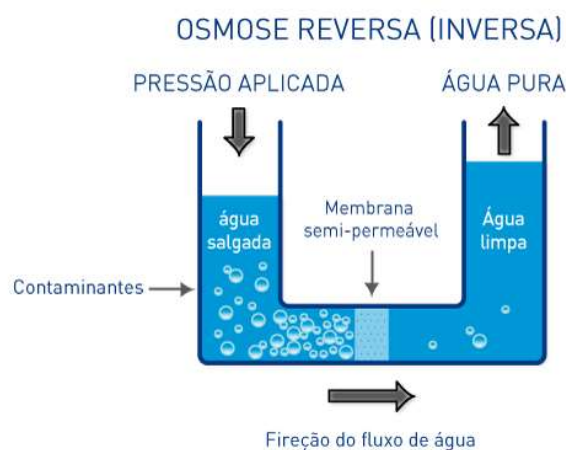 OSMOSE REVERSA (INVERSA)
PRESSÃO APLICADA
ÁGUA PURA
água
salgada
Membrana
semi-permeável
Água
limpa
Contaminantes
Fireção do fluxo de água